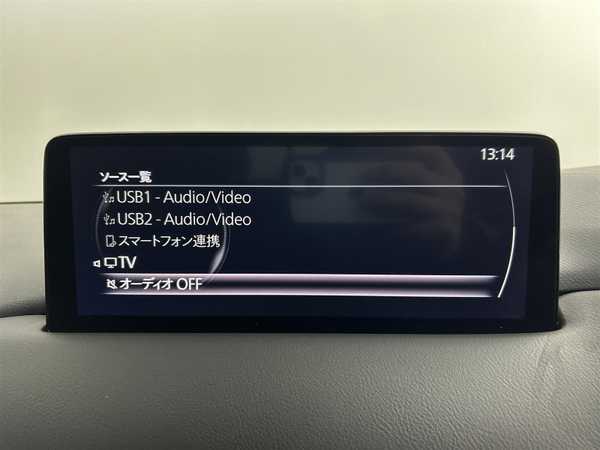 13:14
ソース一覧
USB1 - Audio/Video
USB2 - Audio/Video
スマートフォン連携
TV
オーディオ OFF